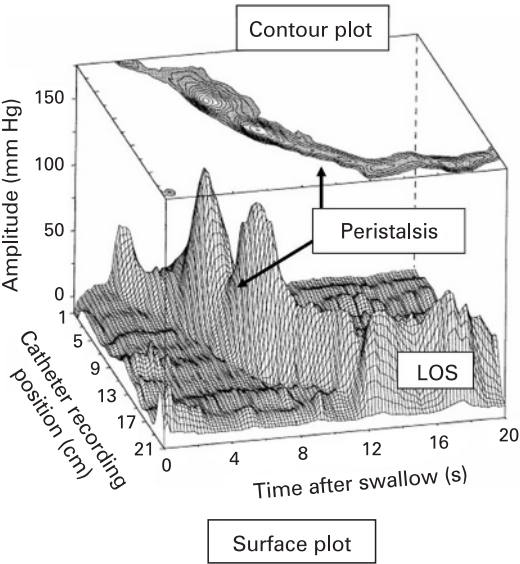 Contour plot
150
100
50
0
Amplitude (mm Hg)
Peristalsis
LOS
1
5
9
13
17
21
Catheter recording
position (cm)
0
4
8
12
16
20
Time after swallow (s)
Surface plot